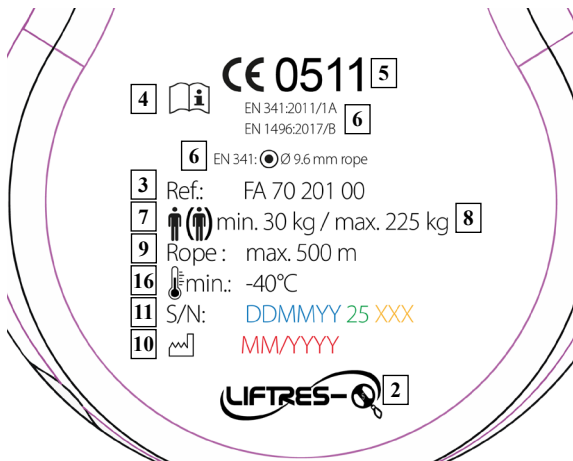 CE 0511 5
4 i EN 341:2011/1A
EN 1496:2017/B 6
6 EN 341: Ø 9.6 mm rope
3 Ref.: FA 70 201 00
7 ( ) min. 30 kg / max. 225 kg 8
9 Rope : max. 500 m
16 min.: -40°C
11 S/N: DDMMYY 25 XXX
10 MM/YYYY
LIFTRES- 2